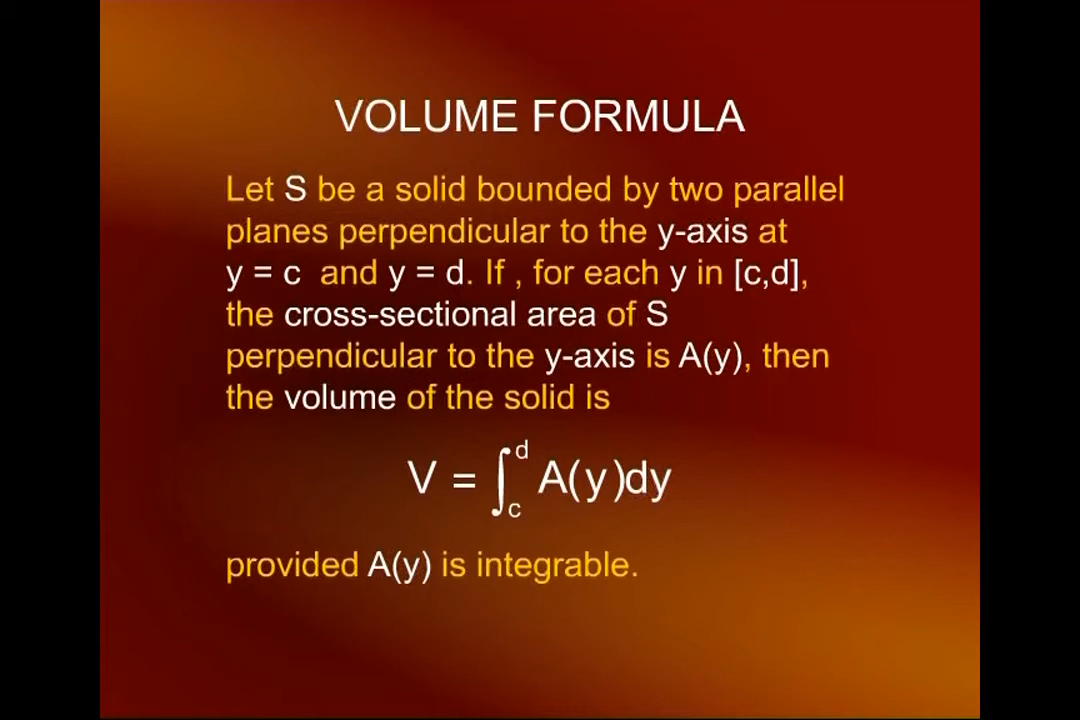 VOLUME FORMULA
Let S be a solid bounded by two parallel
planes perpendicular to the y-axis at
y = c and y = d. If , for each y in [c,d],
the cross-sectional area of S
perpendicular to the y-axis is A(y), then
the volume of the solid is
V = ∫_c^d A(y)dy
provided A(y) is integrable.